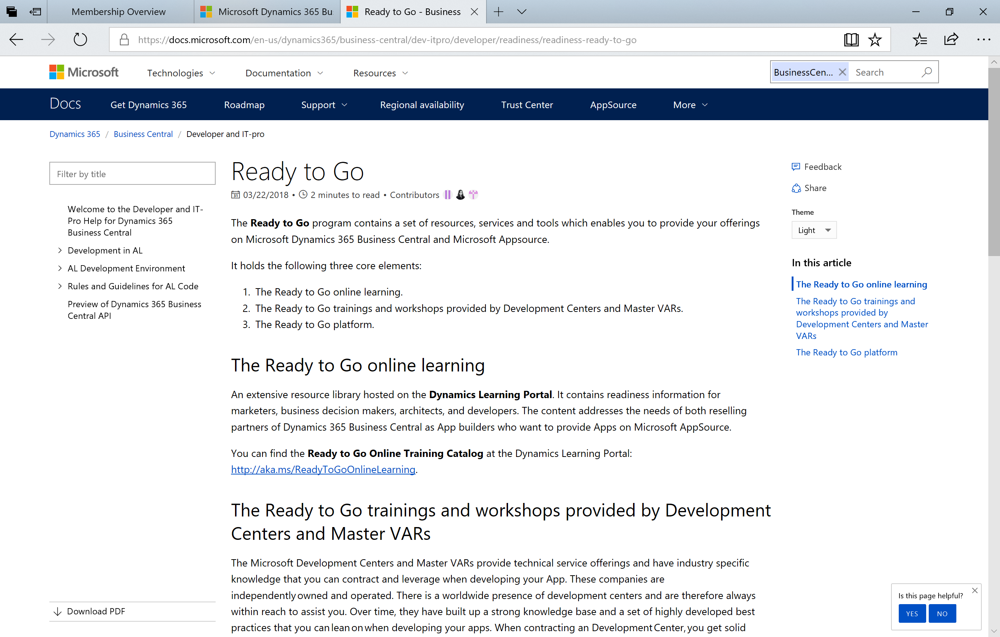 Membership Overview
Microsoft Dynamics 365 Bu
Ready to Go - Business
https://docs.microsoft.com/en-us/dynamics365/business-central/dev-itpro/developer/readiness/readiness-ready-to-go
Microsoft
Technologies
Documentation
Resources
BusinessCen...
Search
Docs
Get Dynamics 365
Roadmap
Support
Regional availability
Trust Center
AppSource
More
Dynamics 365 / Business Central / Developer and IT-pro
Filter by title
Welcome to the Developer and IT-
Pro Help for Dynamics 365
Business Central
Development in AL
AL Development Environment
Rules and Guidelines for AL Code
Preview of Dynamics 365 Business
Central API
Download PDF
Ready to Go
31 03/22/2018 • 2 minutes to read • Contributors
The Ready to Go program contains a set of resources, services and tools which enables you to provide your offerings
on Microsoft Dynamics 365 Business Central and Microsoft Appsource.
It holds the following three core elements:
1. The Ready to Go online learning.
2. The Ready to Go trainings and workshops provided by Development Centers and Master VARs.
3. The Ready to Go platform.
The Ready to Go online learning
An extensive resource library hosted on the Dynamics Learning Portal. It contains readiness information for
marketers, business decision makers, architects, and developers. The content addresses the needs of both reselling
partners of Dynamics 365 Business Central as App builders who want to provide Apps on Microsoft AppSource.
You can find the Ready to Go Online Training Catalog at the Dynamics Learning Portal:
http://aka.ms/ReadyToGoOnlineLearning.
The Ready to Go trainings and workshops provided by Development
Centers and Master VARs
The Microsoft Development Centers and Master VARs provide technical service offerings and have industry specific
knowledge that you can contract and leverage when developing your App. These companies are
independently owned and operated. There is a worldwide presence of development centers and are therefore always
within reach to assist you. Over time, they have built up a strong knowledge base and a set of highly developed best
practices that you can lean on when developing your apps. When contracting an Development Center, you get solid
Feedback
Share
Theme
Light
In this article
The Ready to Go online learning
The Ready to Go trainings and
workshops provided by
Development Centers and Master
VARs
The Ready to Go platform
Is this page helpful?
YES
NO